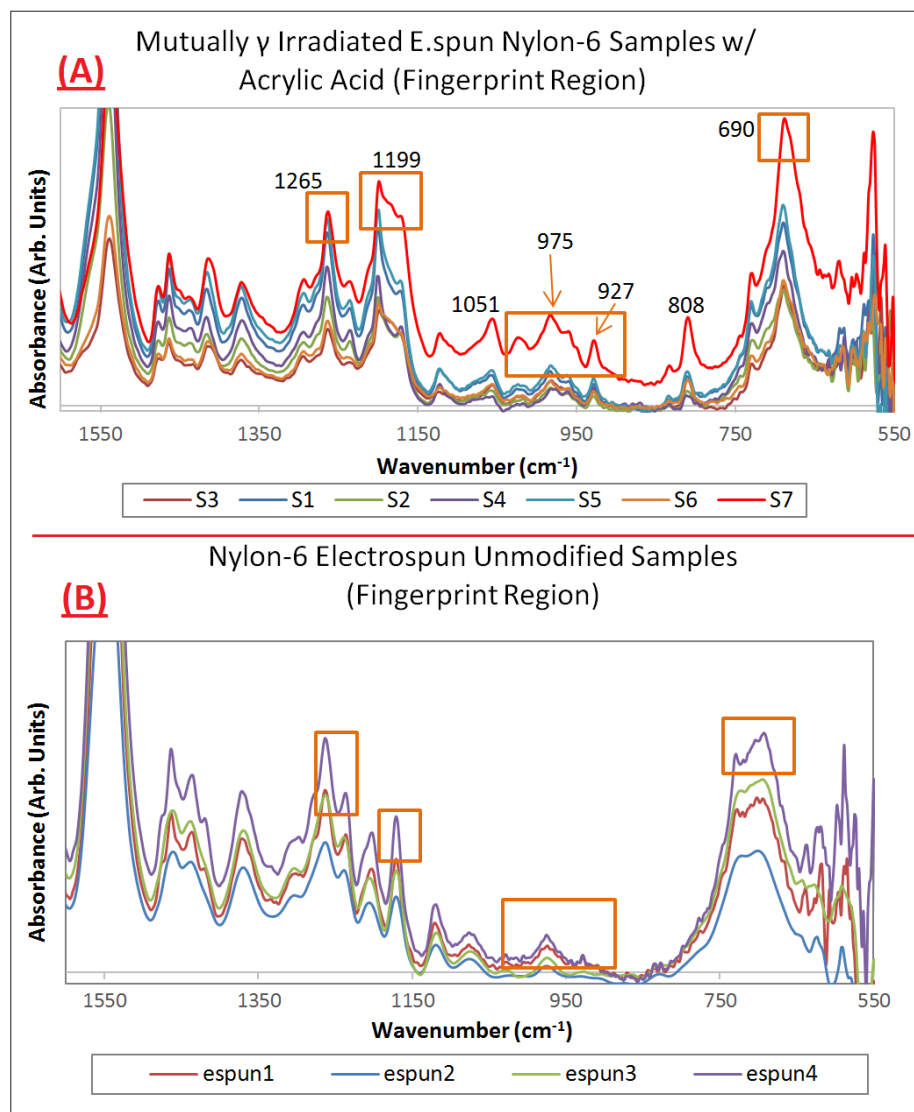 Mutually γ Irradiated E.spun Nylon-6 Samples w/
Acrylic Acid (Fingerprint Region)
(A)
690
1199
1265
975
927
1051
808
Absorbance (Arb. Units)
1550 1350 1150 950 750 550
Wavenumber (cm⁻¹)
S3 S1 S2 S4 S5 S6 S7
Nylon-6 Electrospun Unmodified Samples
(Fingerprint Region)
(B)
Absorbance (Arb. Units)
1550 1350 1150 950 750 550
Wavenumber (cm⁻¹)
espun1 espun2 espun3 espun4